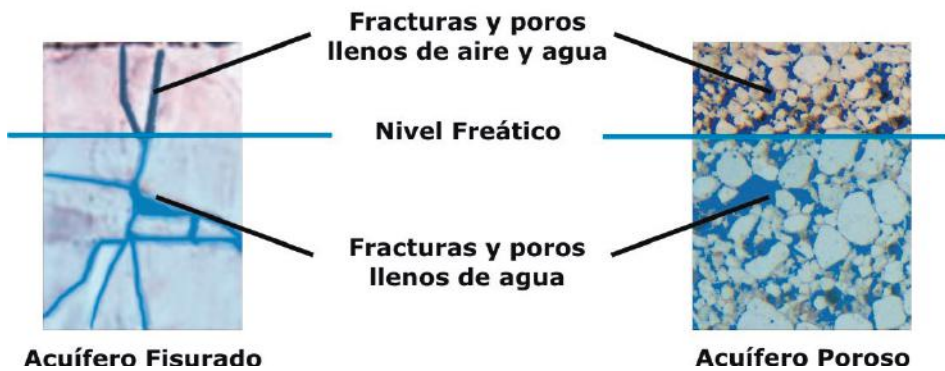 Fracturas y poros
llenos de aire y agua
Nivel Freático
Fracturas y poros
llenos de agua
Acuífero Fisurado
Acuífero Poroso